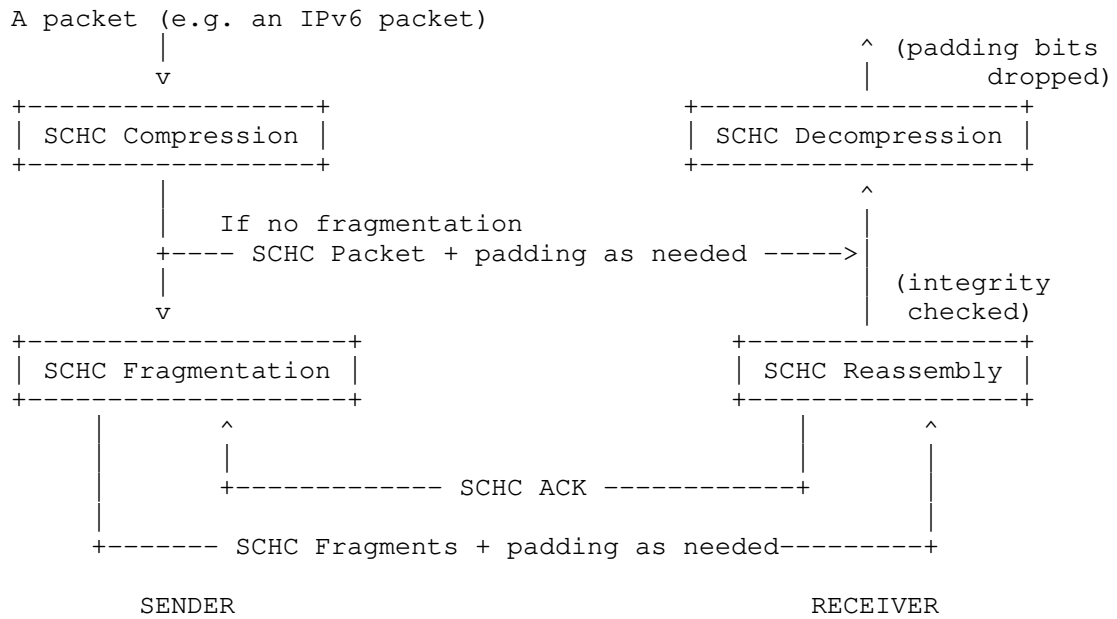 A packet (e.g. an IPv6 packet)
^ (padding bits
v | dropped)
SCHC Compression
SCHC Decompression
If no fragmentation
SCHC Packet + padding as needed
(integrity
v | checked)
SCHC Fragmentation
SCHC Reassembly
SCHC ACK
SCHC Fragments + padding as needed
SENDER RECEIVER